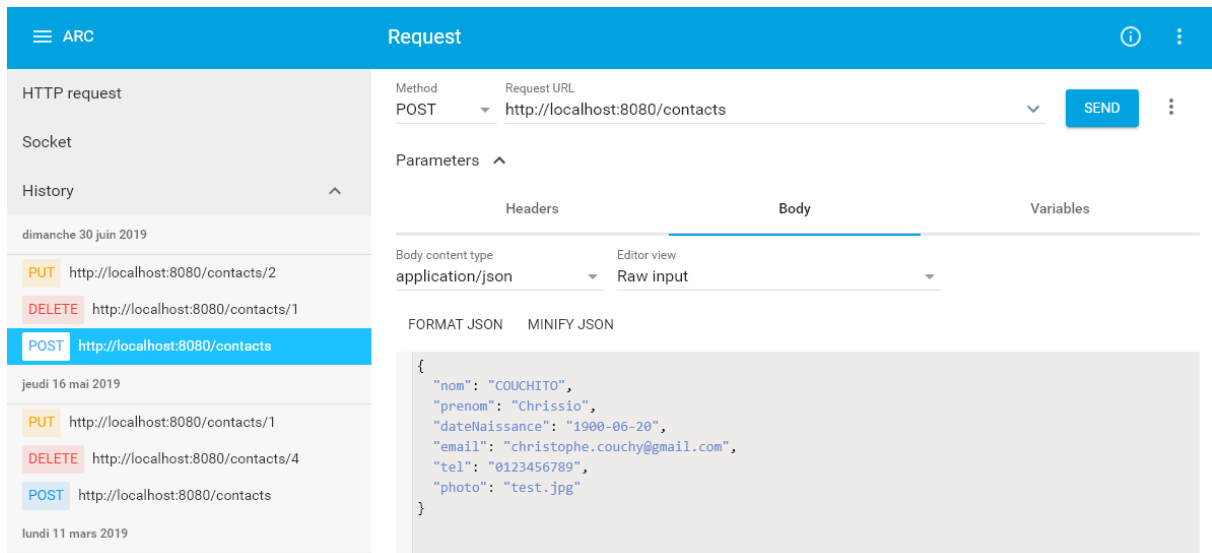 ARC
Request
HTTP request
Socket
History
dimanche 30 juin 2019
PUT http://localhost:8080/contacts/2
DELETE http://localhost:8080/contacts/1
POST http://localhost:8080/contacts
jeudi 16 mai 2019
PUT http://localhost:8080/contacts/1
DELETE http://localhost:8080/contacts/4
POST http://localhost:8080/contacts
lundi 11 mars 2019
Method
Request URL
POST
http://localhost:8080/contacts
SEND
Parameters
Headers
Body
Variables
Body content type
Editor view
application/json
Raw input
FORMAT JSON
MINIFY JSON
{
"nom": "COUCHITO",
"prenom": "Chrissio",
"dateNaissance": "1900-06-20",
"email": "christophe.couchy@gmail.com",
"tel": "0123456789",
"photo": "test.jpg"
}